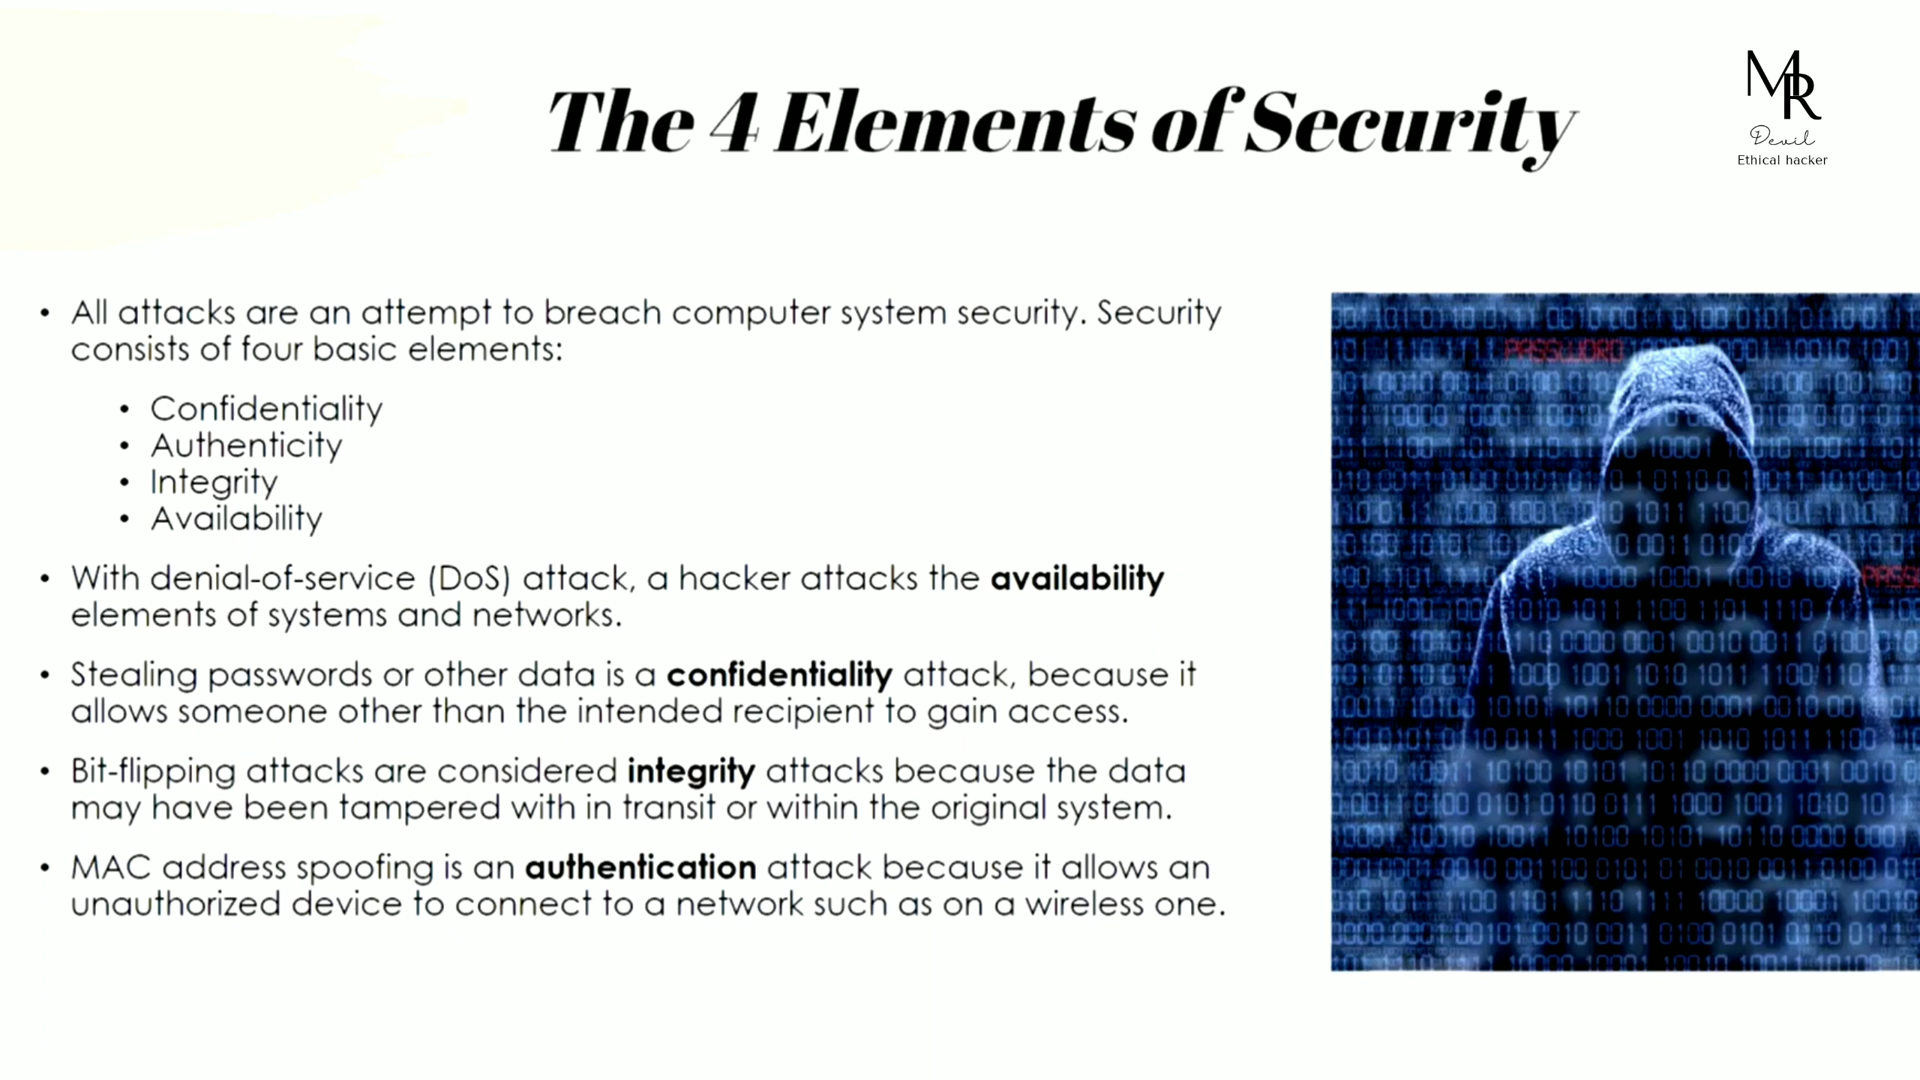 The 4 Elements of Security
MR
Devil
Ethical hacker
• All attacks are an attempt to breach computer system security. Security
consists of four basic elements:
• Confidentiality
• Authenticity
• Integrity
• Availability
• With denial-of-service (DoS) attack, a hacker attacks the availability
elements of systems and networks.
• Stealing passwords or other data is a confidentiality attack, because it
allows someone other than the intended recipient to gain access.
• Bit-flipping attacks are considered integrity attacks because the data
may have been tampered with in transit or within the original system.
• MAC address spoofing is an authentication attack because it allows an
unauthorized device to connect to a network such as on a wireless one.
PASSWORD